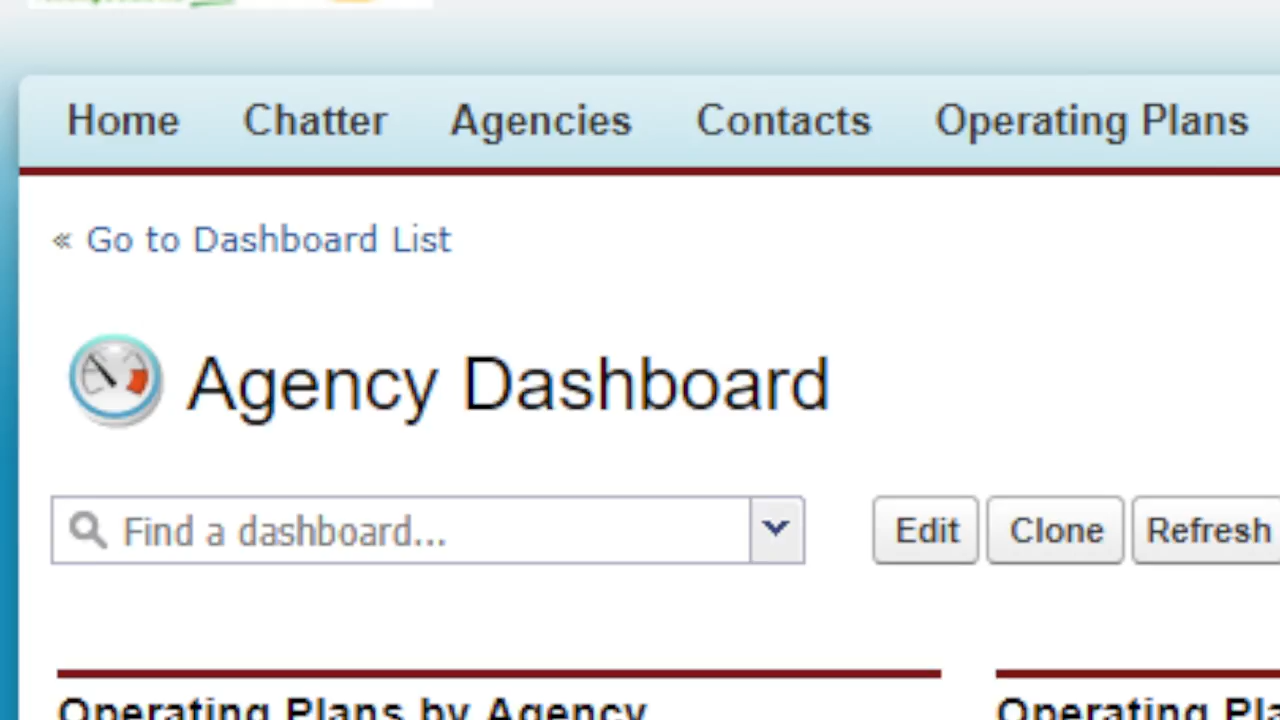 Home Chatter Agencies Contacts Operating Plans
« Go to Dashboard List
Agency Dashboard
Find a dashboard... Edit Clone Refresh
Operating Plans by Agency Operating